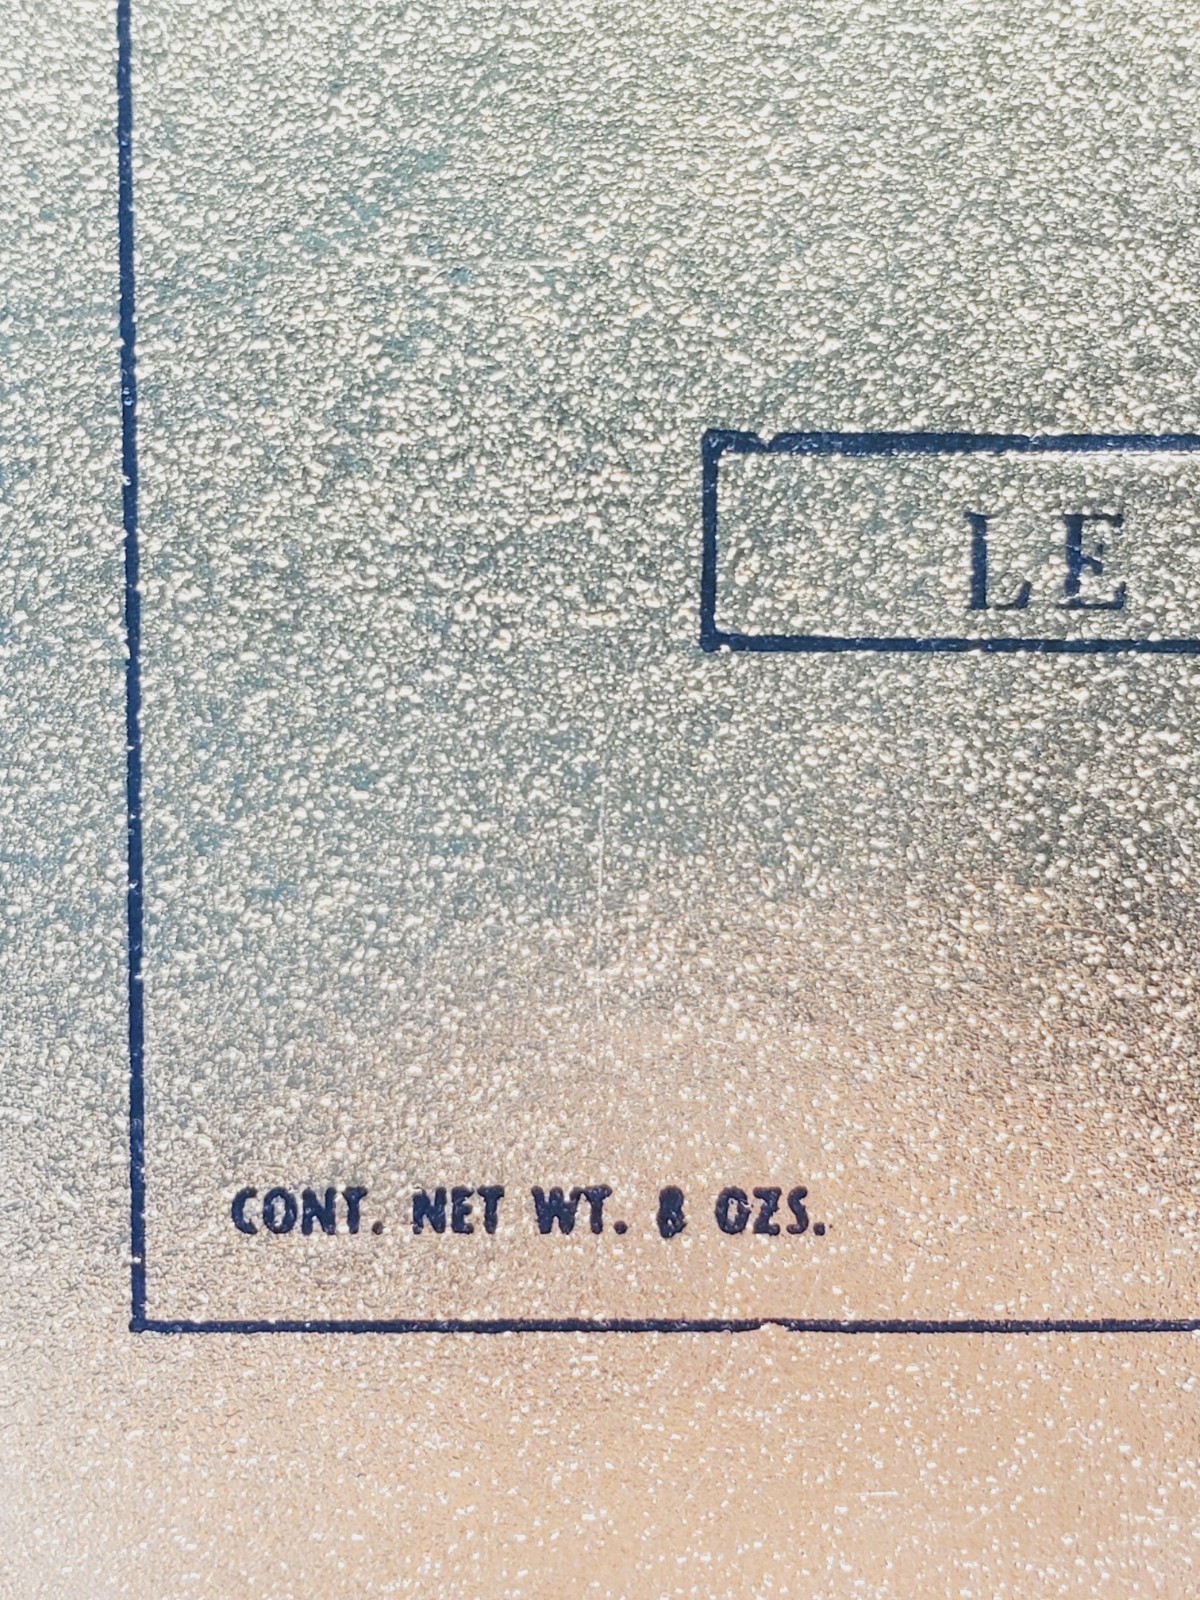 LE
CONT. NET WT. 8 OZS.